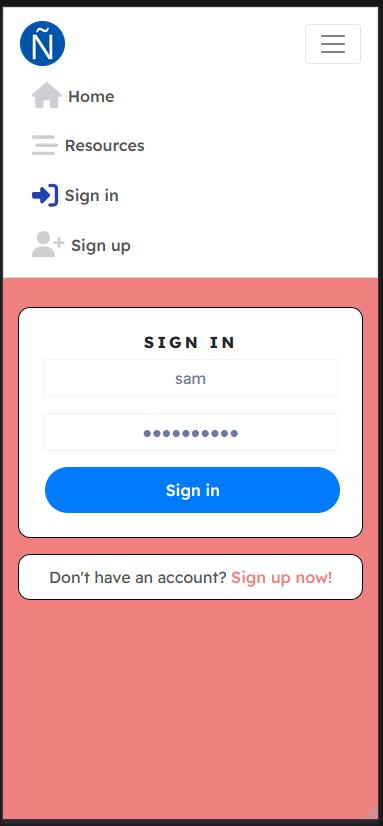 Ñ
Home
Resources
Sign in
Sign up
SIGN IN
sam
••••••••••
Sign in
Don't have an account? Sign up now!